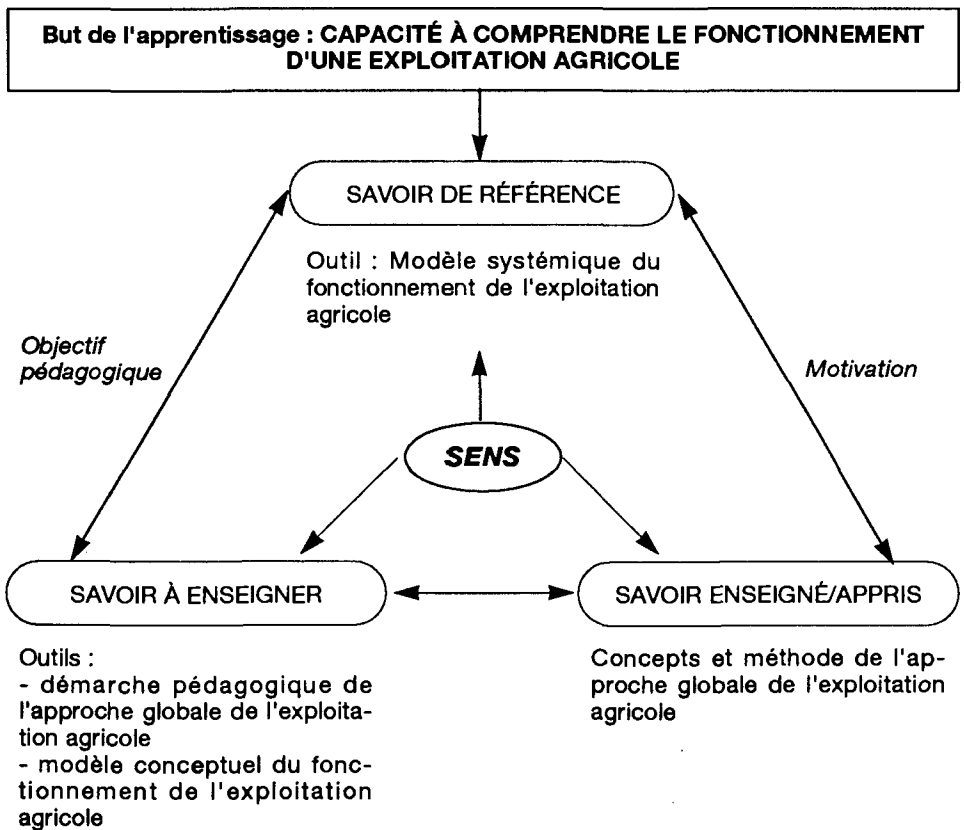 But de l'apprentissage : CAPACITÉ À COMPRENDRE LE FONCTIONNEMENT
D'UNE EXPLOITATION AGRICOLE
SAVOIR DE RÉFÉRENCE
Outil : Modèle systémique du
fonctionnement de l'exploitation
agricole
Objectif
pédagogique
Motivation
SENS
SAVOIR À ENSEIGNER
SAVOIR ENSEIGNÉ/APPRIS
Outils :
- démarche pédagogique de
l'approche globale de l'exploita-
tion agricole
- modèle conceptuel du fonc-
tionnement de l'exploitation
agricole
Concepts et méthode de l'ap-
proche globale de l'exploitation
agricole